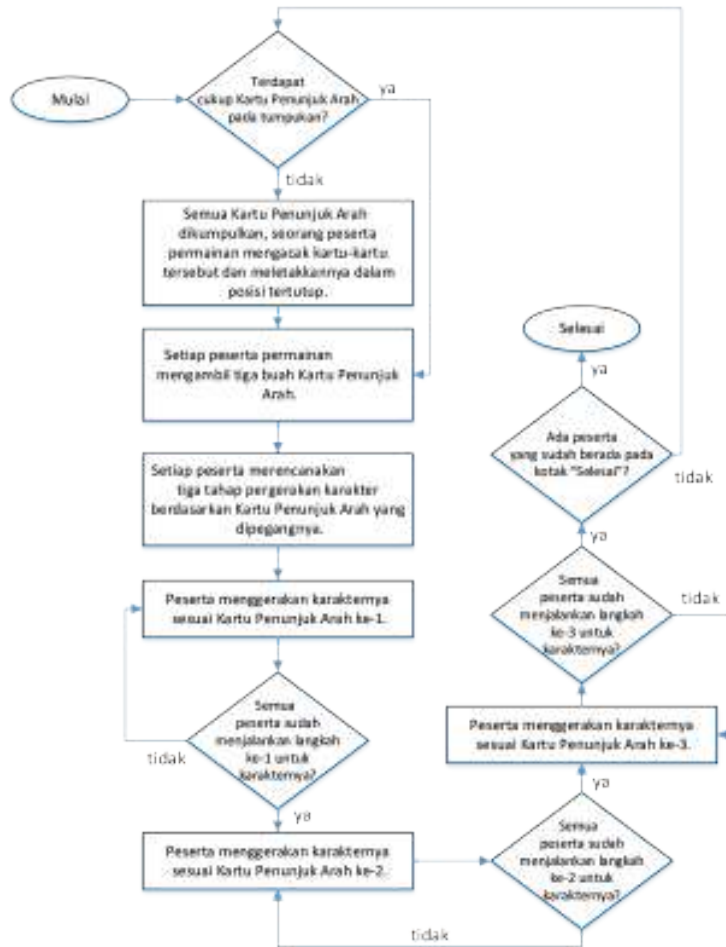 Mulai
Terdapat
cukup Kartu Penunjuk Arah
pada tumpukan?
ya
tidak
Semua Kartu Penunjuk Arah
dikumpulkan, seorang peserta
permainan mengacak kartu-kartu
tersebut dan meletakkannya dalam
posisi tertutup.
Setiap peserta permainan
mengambil tiga buah Kartu Penunjuk
Arah.
Setiap peserta merencanakan
tiga tahap pergerakan karakter
berdasarkan Kartu Penunjuk Arah yang
dipegangnya.
Peserta menggerakan karakternya
sesuai Kartu Penunjuk Arah ke-1.
Semua
peserta sudah
menjalankan langkah
ke-1 untuk
karakternya?
tidak
ya
Peserta menggerakan karakternya
sesuai Kartu Penunjuk Arah ke-2.
Semua
peserta sudah
menjalankan langkah
ke-2 untuk
karakternya?
tidak
ya
Peserta menggerakan karakternya
sesuai Kartu Penunjuk Arah ke-3.
Semua
peserta sudah
menjalankan langkah
ke-3 untuk
karakternya?
tidak
ya
Ada peserta
yang sudah berada pada
kotak "Selesai"?
tidak
ya
Selesai